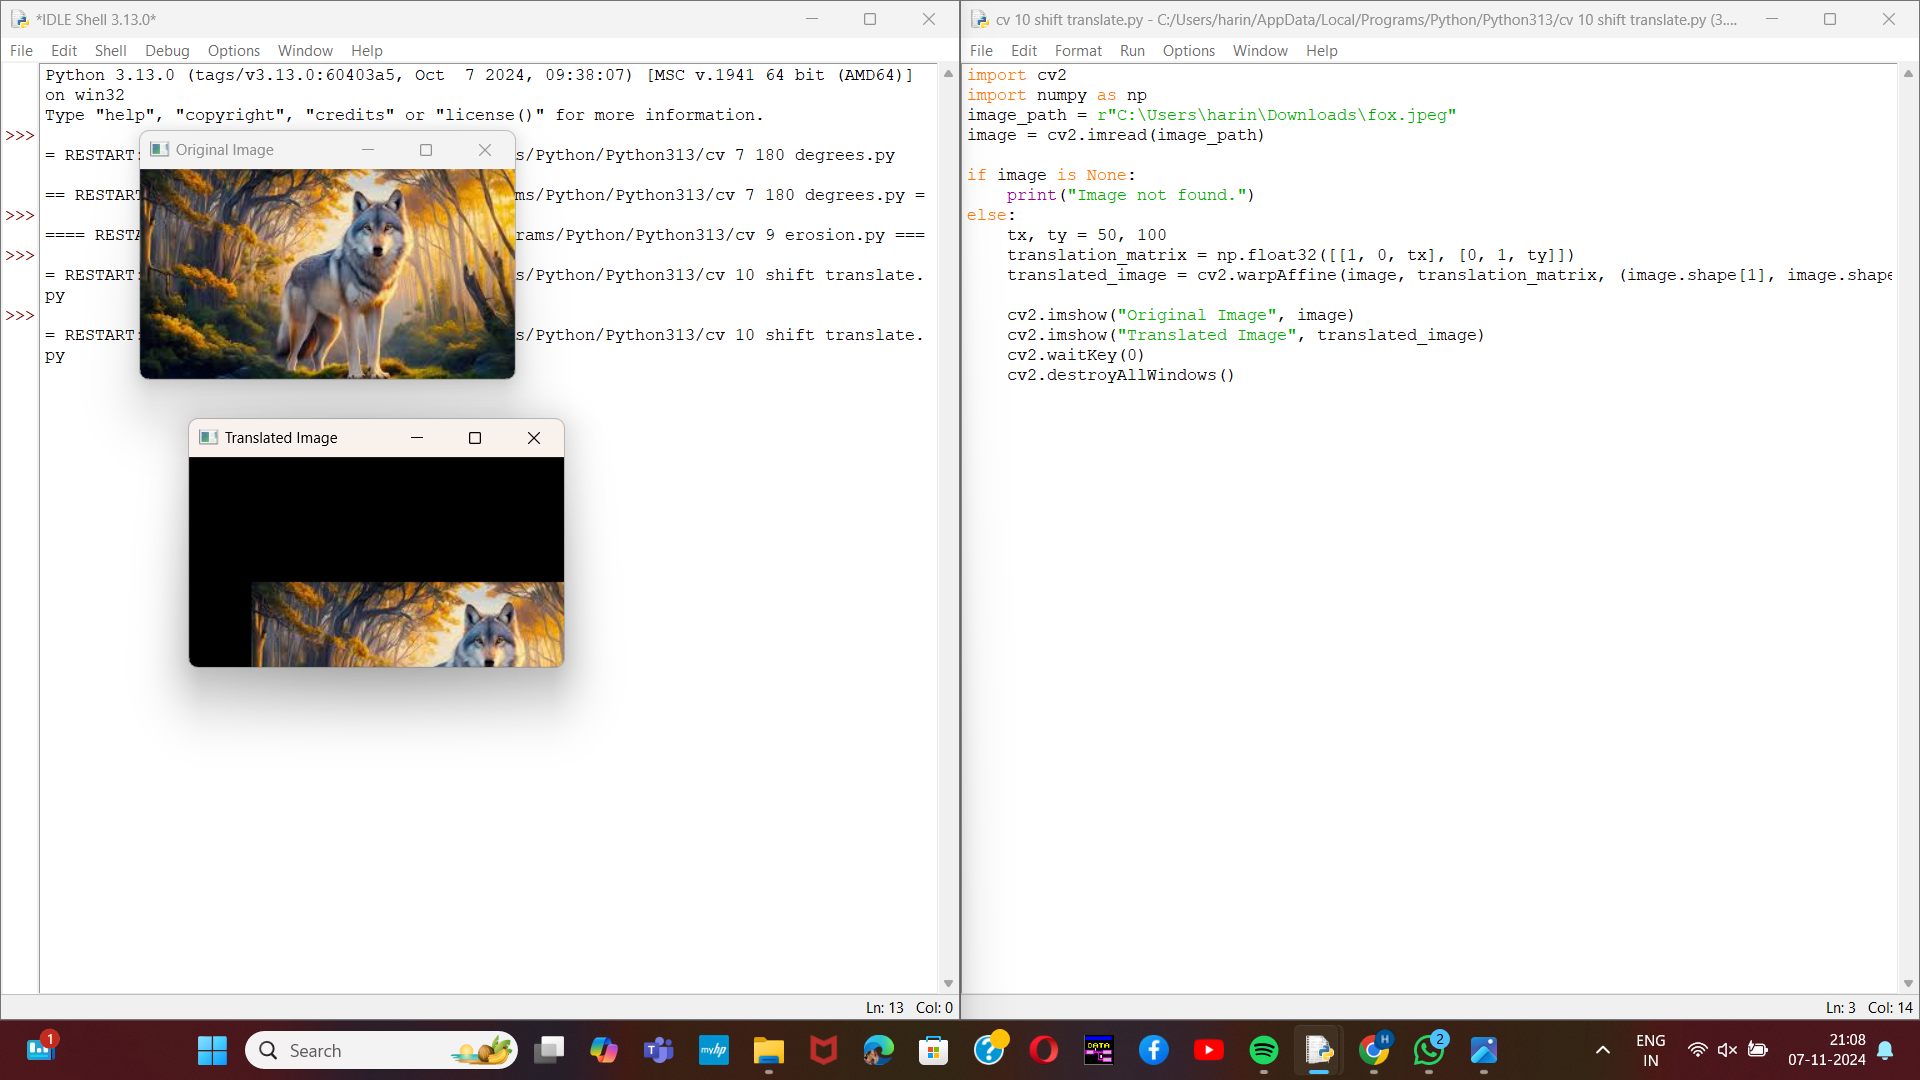 *IDLE Shell 3.13.0*
File Edit Shell Debug Options Window Help
Python 3.13.0 (tags/v3.13.0:60403a5, Oct  7 2024, 09:38:07) [MSC v.1941 64 bit (AMD64)]
on win32
Type "help", "copyright", "credits" or "license()" for more information.
>>>
= RESTART: s/Python/Python313/cv 7 180 degrees.py
== RESTART ms/Python/Python313/cv 7 180 degrees.py =
>>>
==== RESTA rams/Python/Python313/cv 9 erosion.py ===
>>>
= RESTART: s/Python/Python313/cv 10 shift translate.
py
>>>
= RESTART: s/Python/Python313/cv 10 shift translate.
py
Original Image
Translated Image
Ln: 13 Col: 0
cv 10 shift translate.py - C:/Users/harin/AppData/Local/Programs/Python/Python313/cv 10 shift translate.py (3....
File Edit Format Run Options Window Help
import cv2
import numpy as np
image_path = r"C:\Users\harin\Downloads\fox.jpeg"
image = cv2.imread(image_path)
if image is None:
    print("Image not found.")
else:
    tx, ty = 50, 100
    translation_matrix = np.float32([[1, 0, tx], [0, 1, ty]])
    translated_image = cv2.warpAffine(image, translation_matrix, (image.shape[1], image.shape
    cv2.imshow("Original Image", image)
    cv2.imshow("Translated Image", translated_image)
    cv2.waitKey(0)
    cv2.destroyAllWindows()
Ln: 3 Col: 14
1
Search
myhp
DATA
H
2
ENG
IN
21:08
07-11-2024